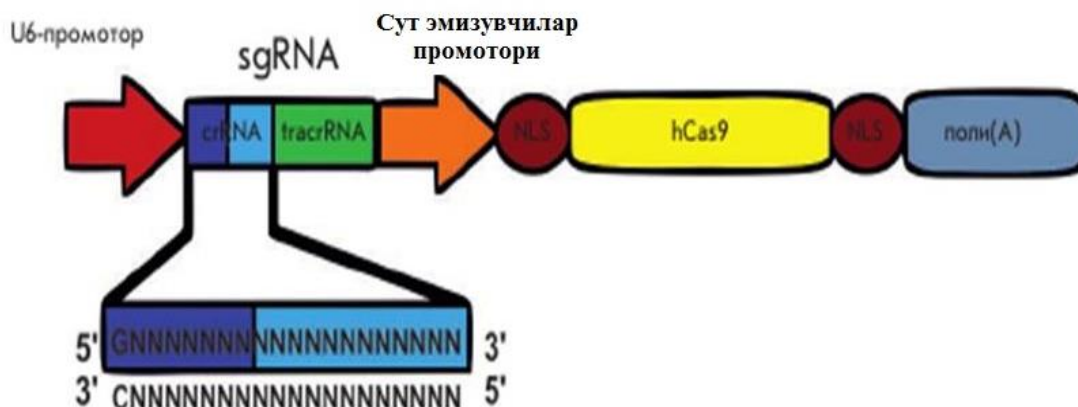 U6-промотор
Сут эмизувчилар
промотори
sgRNA
crRNA
tracrRNA
NLS
hCas9
NLS
поли(A)
5' GNNNNNNNNNNNNNNNNNNN 3'
3' CNNNNNNNNNNNNNNNNNNN 5'